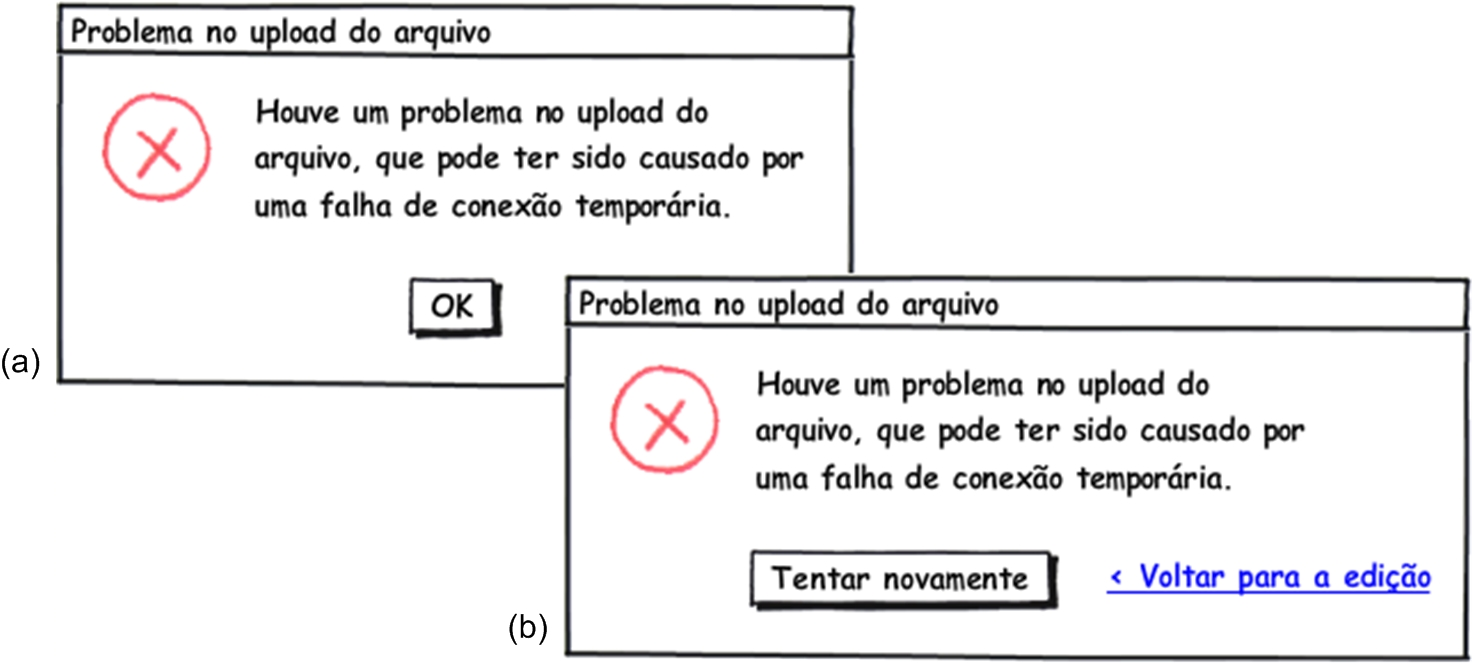 Problema no upload do arquivo
Houve um problema no upload do
arquivo, que pode ter sido causado por
uma falha de conexão temporária.
OK
(a)
Problema no upload do arquivo
Houve um problema no upload do
arquivo, que pode ter sido causado por
uma falha de conexão temporária.
Tentar novamente < Voltar para a edição
(b)